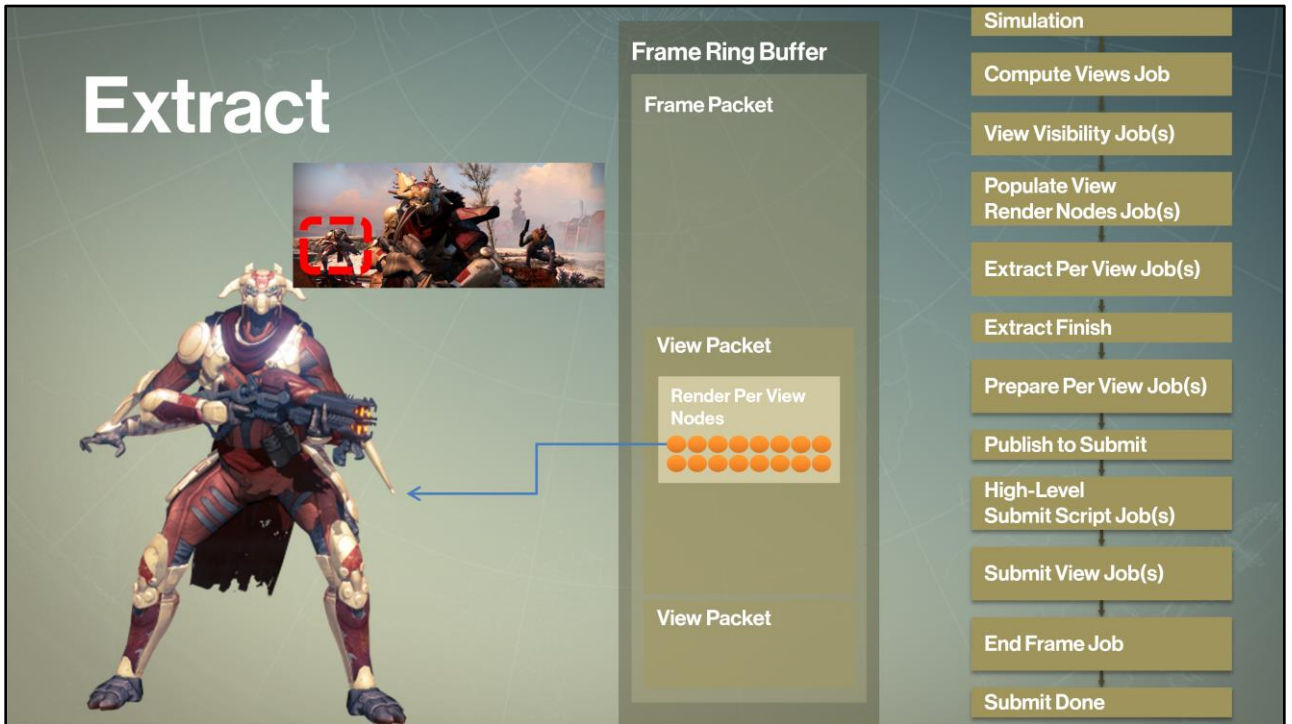 Extract
Frame Ring Buffer
Frame Packet
View Packet
Render Per View
Nodes
View Packet
Simulation
Compute Views Job
View Visibility Job(s)
Populate View
Render Nodes Job(s)
Extract Per View Job(s)
Extract Finish
Prepare Per View Job(s)
Publish to Submit
High-Level
Submit Script Job(s)
Submit View Job(s)
End Frame Job
Submit Done